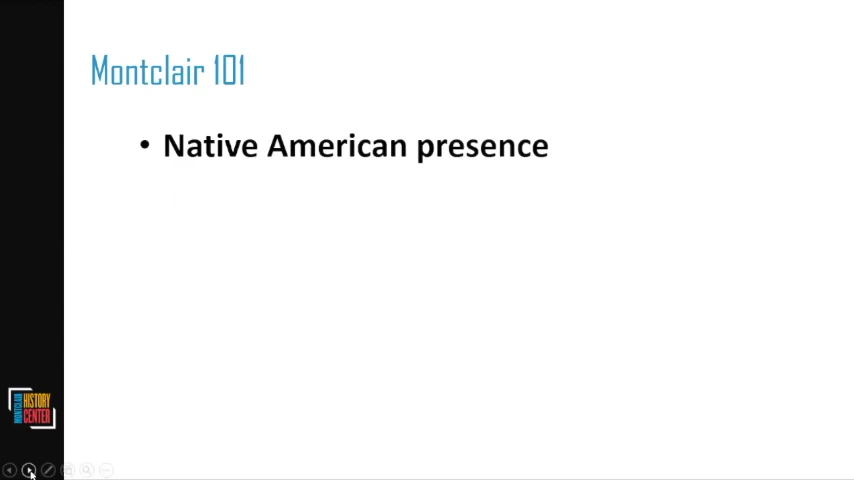 Montclair 101
• Native American presence
MONTCLAIR
HISTORY
CENTER